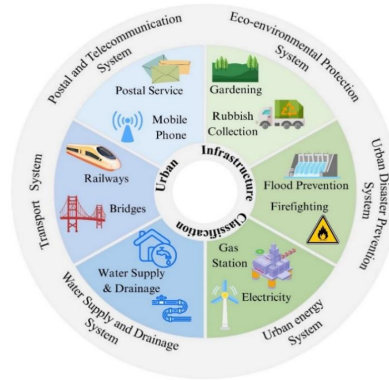 Postal and Telecommunication
System
Eco-environmental Protection
System
Urban Disaster Prevention
System
Urban energy
System
Water Supply and Drainage
System
Transport System
Postal Service
Mobile
Phone
Gardening
Rubbish
Collection
Railways
Bridges
Flood Prevention
Firefighting
Water Supply
& Drainage
Gas
Station
Electricity
Urban Infrastructure
Classification